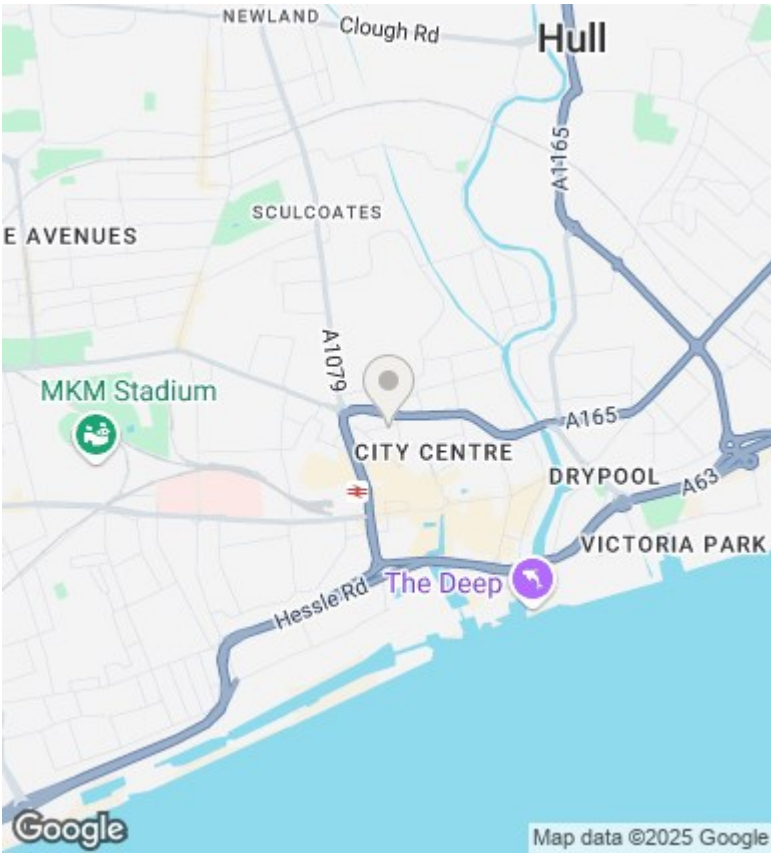 NEWLAND
Clough Rd
Hull
A1165
SCULCOATES
E AVENUES
A1079
MKM Stadium
A165
CITY CENTRE
DRYPOOL
A63
VICTORIA PARK
The Deep
Hessle Rd
Google
Map data ©2025 Google